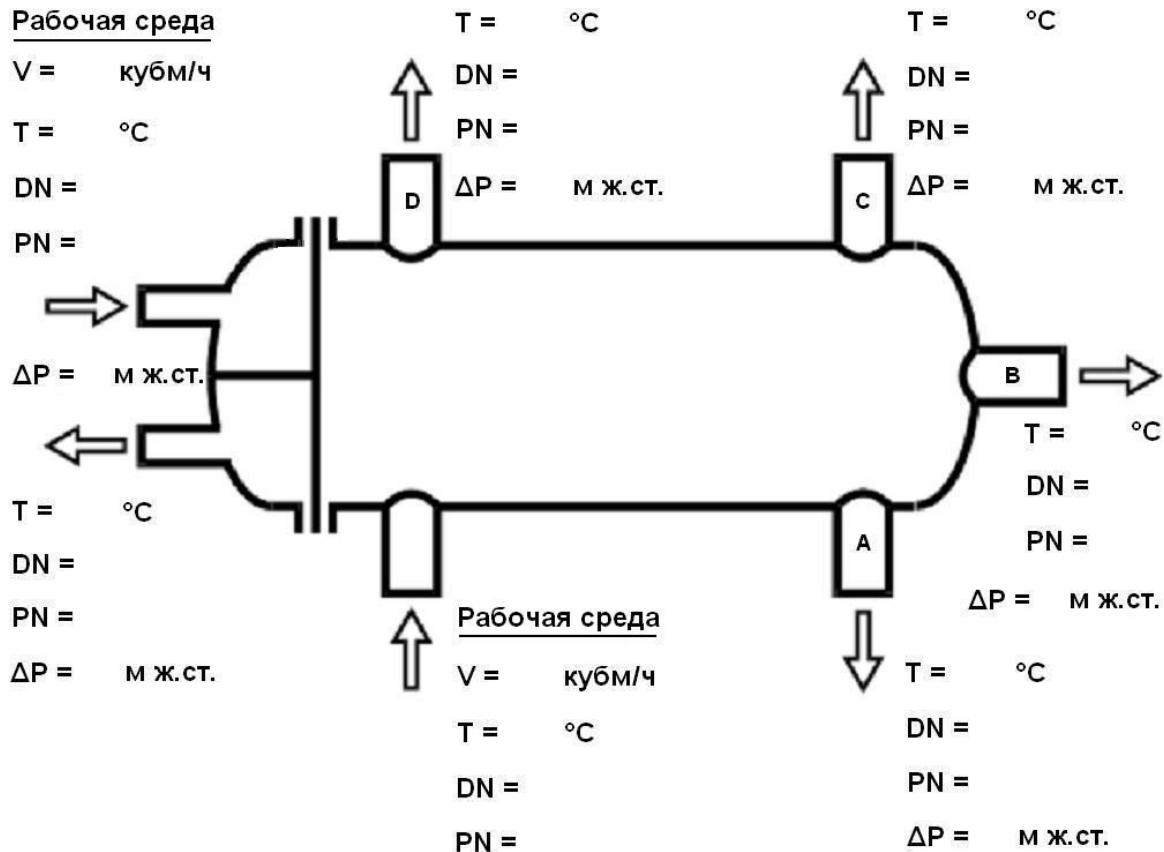 Рабочая среда
V = кубм/ч
T = °C
DN =
PN =
ΔP = м ж.ст.
T = °C
DN =
PN =
ΔP = м ж.ст.
T = °C
DN =
PN =
ΔP = м ж.ст.
D
T = °C
DN =
PN =
ΔP = м ж.ст.
C
B
T = °C
DN =
PN =
ΔP = м ж.ст.
A
Рабочая среда
V = кубм/ч
T = °C
DN =
PN =
T = °C
DN =
PN =
ΔP = м ж.ст.